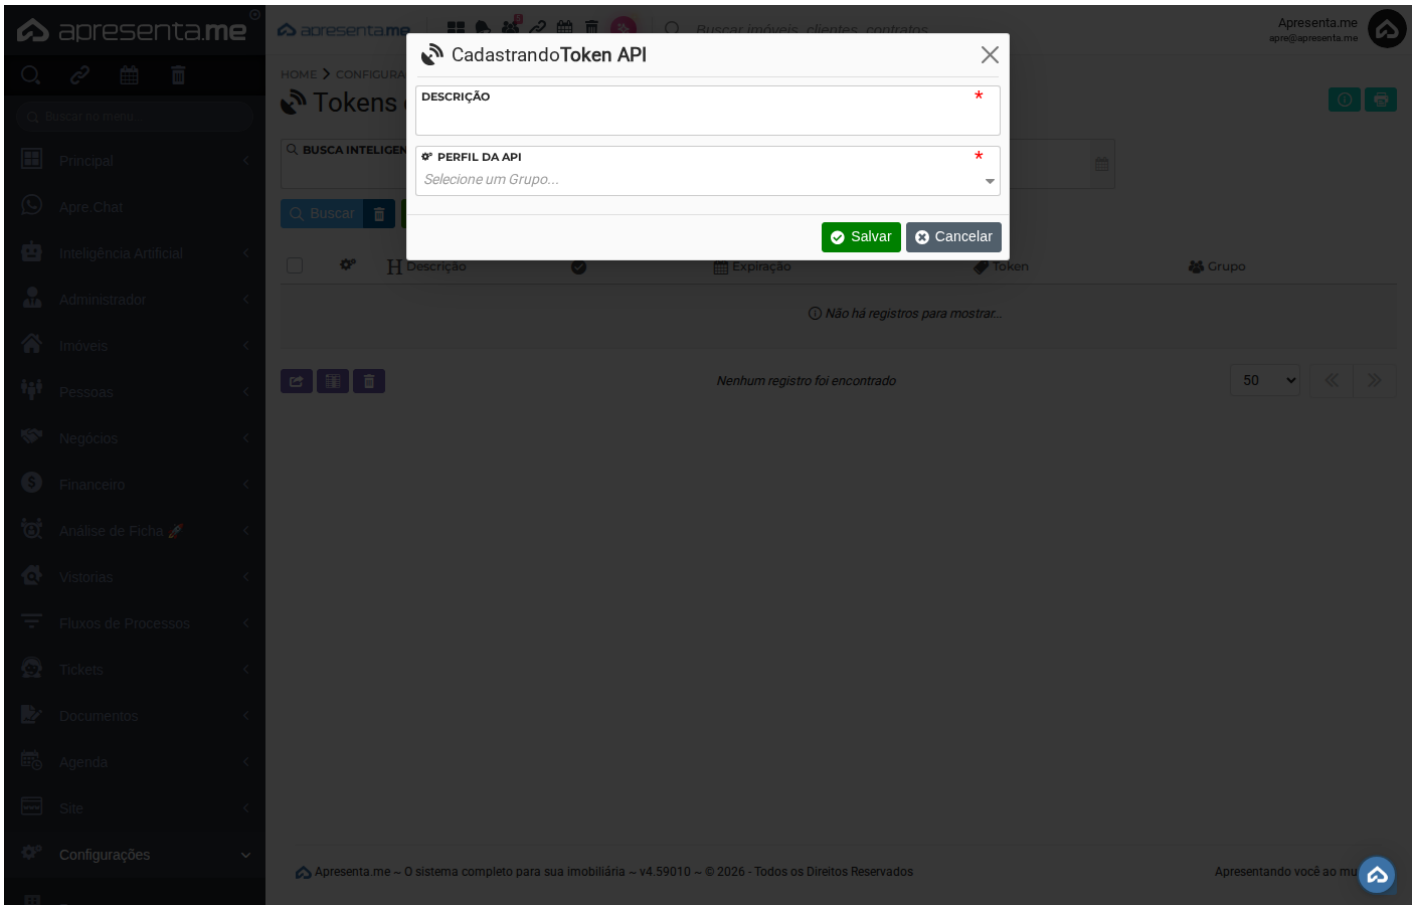 apresenta.me
apresenta.me
5
Buscar imóveis, clientes, contratos
Apresenta.me
apre@apresenta.me
Cadastrando Token API
HOME > CONFIGURA
Tokens
DESCRIÇÃO *
Buscar no menu...
BUSCA INTELIGEN
PERFIL DA API *
Selecione um Grupo...
Buscar
Salvar
Cancelar
Descrição
Expiração
Token
Grupo
Não há registros para mostrar...
Nenhum registro foi encontrado
50
Principal
Apre.Chat
Inteligência Artificial
Administrador
Imóveis
Pessoas
Negócios
Financeiro
Análise de Ficha 🚀
Vistorias
Fluxos de Processos
Tickets
Documentos
Agenda
Site
Configurações
Apresenta.me ~ O sistema completo para sua imobiliária ~ v4.59010 ~ © 2026 - Todos os Direitos Reservados
Apresentando você ao mu